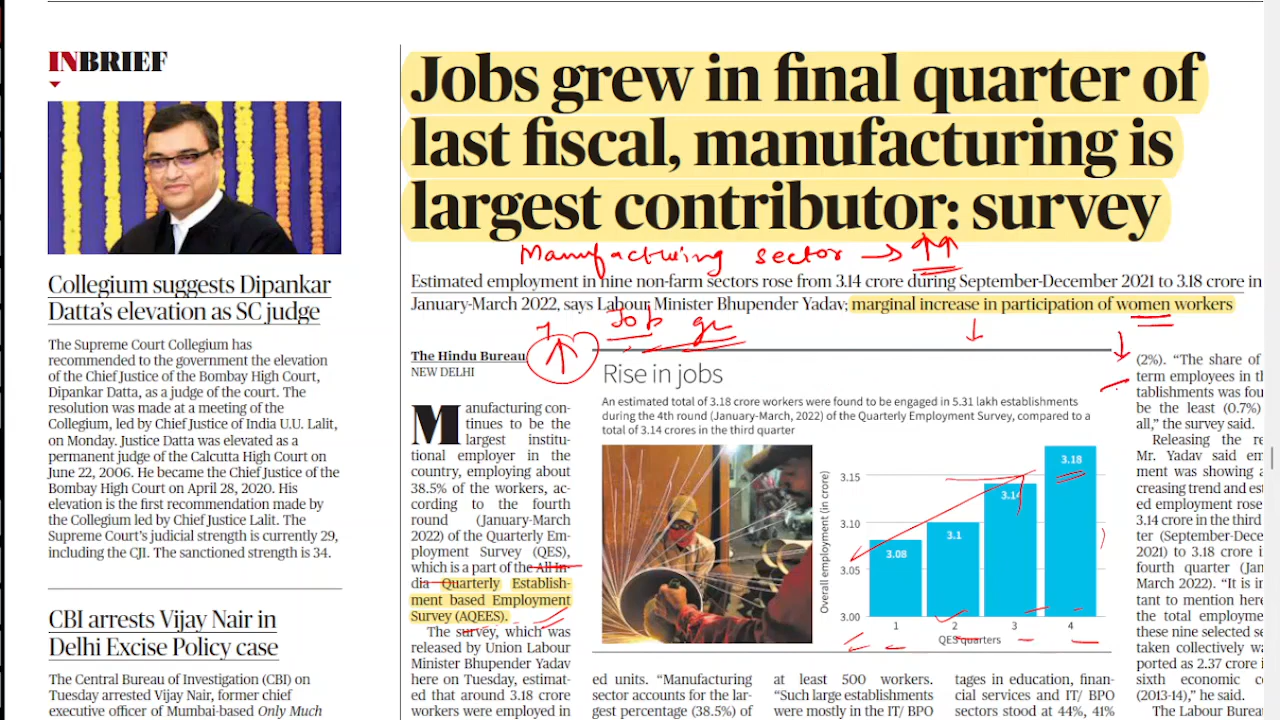 INBRIEF
Collegium suggests Dipankar
Datta's elevation as SC judge
The Supreme Court Collegium has
recommended to the government the elevation
of the Chief Justice of the Bombay High Court,
Dipankar Datta, as a judge of the court. The
resolution was made at a meeting of the
Collegium, led by Chief Justice of India U.U. Lalit,
on Monday. Justice Datta was elevated as a
permanent judge of the Calcutta High Court on
June 22, 2006. He became the Chief Justice of the
Bombay High Court on April 28, 2020. His
elevation is the first recommendation made by
the Collegium led by Chief Justice Lalit. The
Supreme Court's judicial strength is currently 29,
including the CJI. The sanctioned strength is 34.
CBI arrests Vijay Nair in
Delhi Excise Policy case
The Central Bureau of Investigation (CBI) on
Tuesday arrested Vijay Nair, former chief
executive officer of Mumbai-based Only Much
Jobs grew in final quarter of
last fiscal, manufacturing is
largest contributor: survey
Manufacturing sector →
Estimated employment in nine non-farm sectors rose from 3.14 crore during September-December 2021 to 3.18 crore in
January-March 2022, says Labour Minister Bhupender Yadav; marginal increase in participation of women workers
Job
The Hindu Bureau
NEW DELHI
Manufacturing con-
tinues to be the
largest institu-
tional employer in the
country, employing about
38.5% of the workers, ac-
cording to the fourth
round (January-March
2022) of the Quarterly Em-
ployment Survey (QES),
which is a part of the All In-
dia Quarterly Establish-
ment based Employment
Survey (AQEES).
The survey, which was
released by Union Labour
Minister Bhupender Yadav
here on Tuesday, estimat-
ed that around 3.18 crore
workers were employed in
Rise in jobs
An estimated total of 3.18 crore workers were found to be engaged in 5.31 lakh establishments
during the 4th round (January-March, 2022) of the Quarterly Employment Survey, compared to a
total of 3.14 crores in the third quarter
Overall employment (in crore)
3.15
3.10
3.05
3.00
3.08
3.1
3.14
3.18
1 2 3 4
QES quarters
ed units. "Manufacturing
sector accounts for the lar-
gest percentage (38.5%) of
at least 500 workers.
"Such large establishments
were mostly in the IT/ BPO
tages in education, finan-
cial services and IT/ BPO
sectors stood at 44%, 41%
(2%). "The share of
term employees in th
tablishments was fou
be the least (0.7%)
all," the survey said.
Releasing the re
Mr. Yadav said em
ment was showing a
creasing trend and est
ed employment rose
3.14 crore in the third
ter (September-Dece
2021) to 3.18 crore i
fourth quarter (Jan
March 2022). "It is in
tant to mention here
the total employme
these nine selected se
taken collectively wa
ported as 2.37 crore i
sixth economic c
(2013-14)," he said.
The Labour Burea